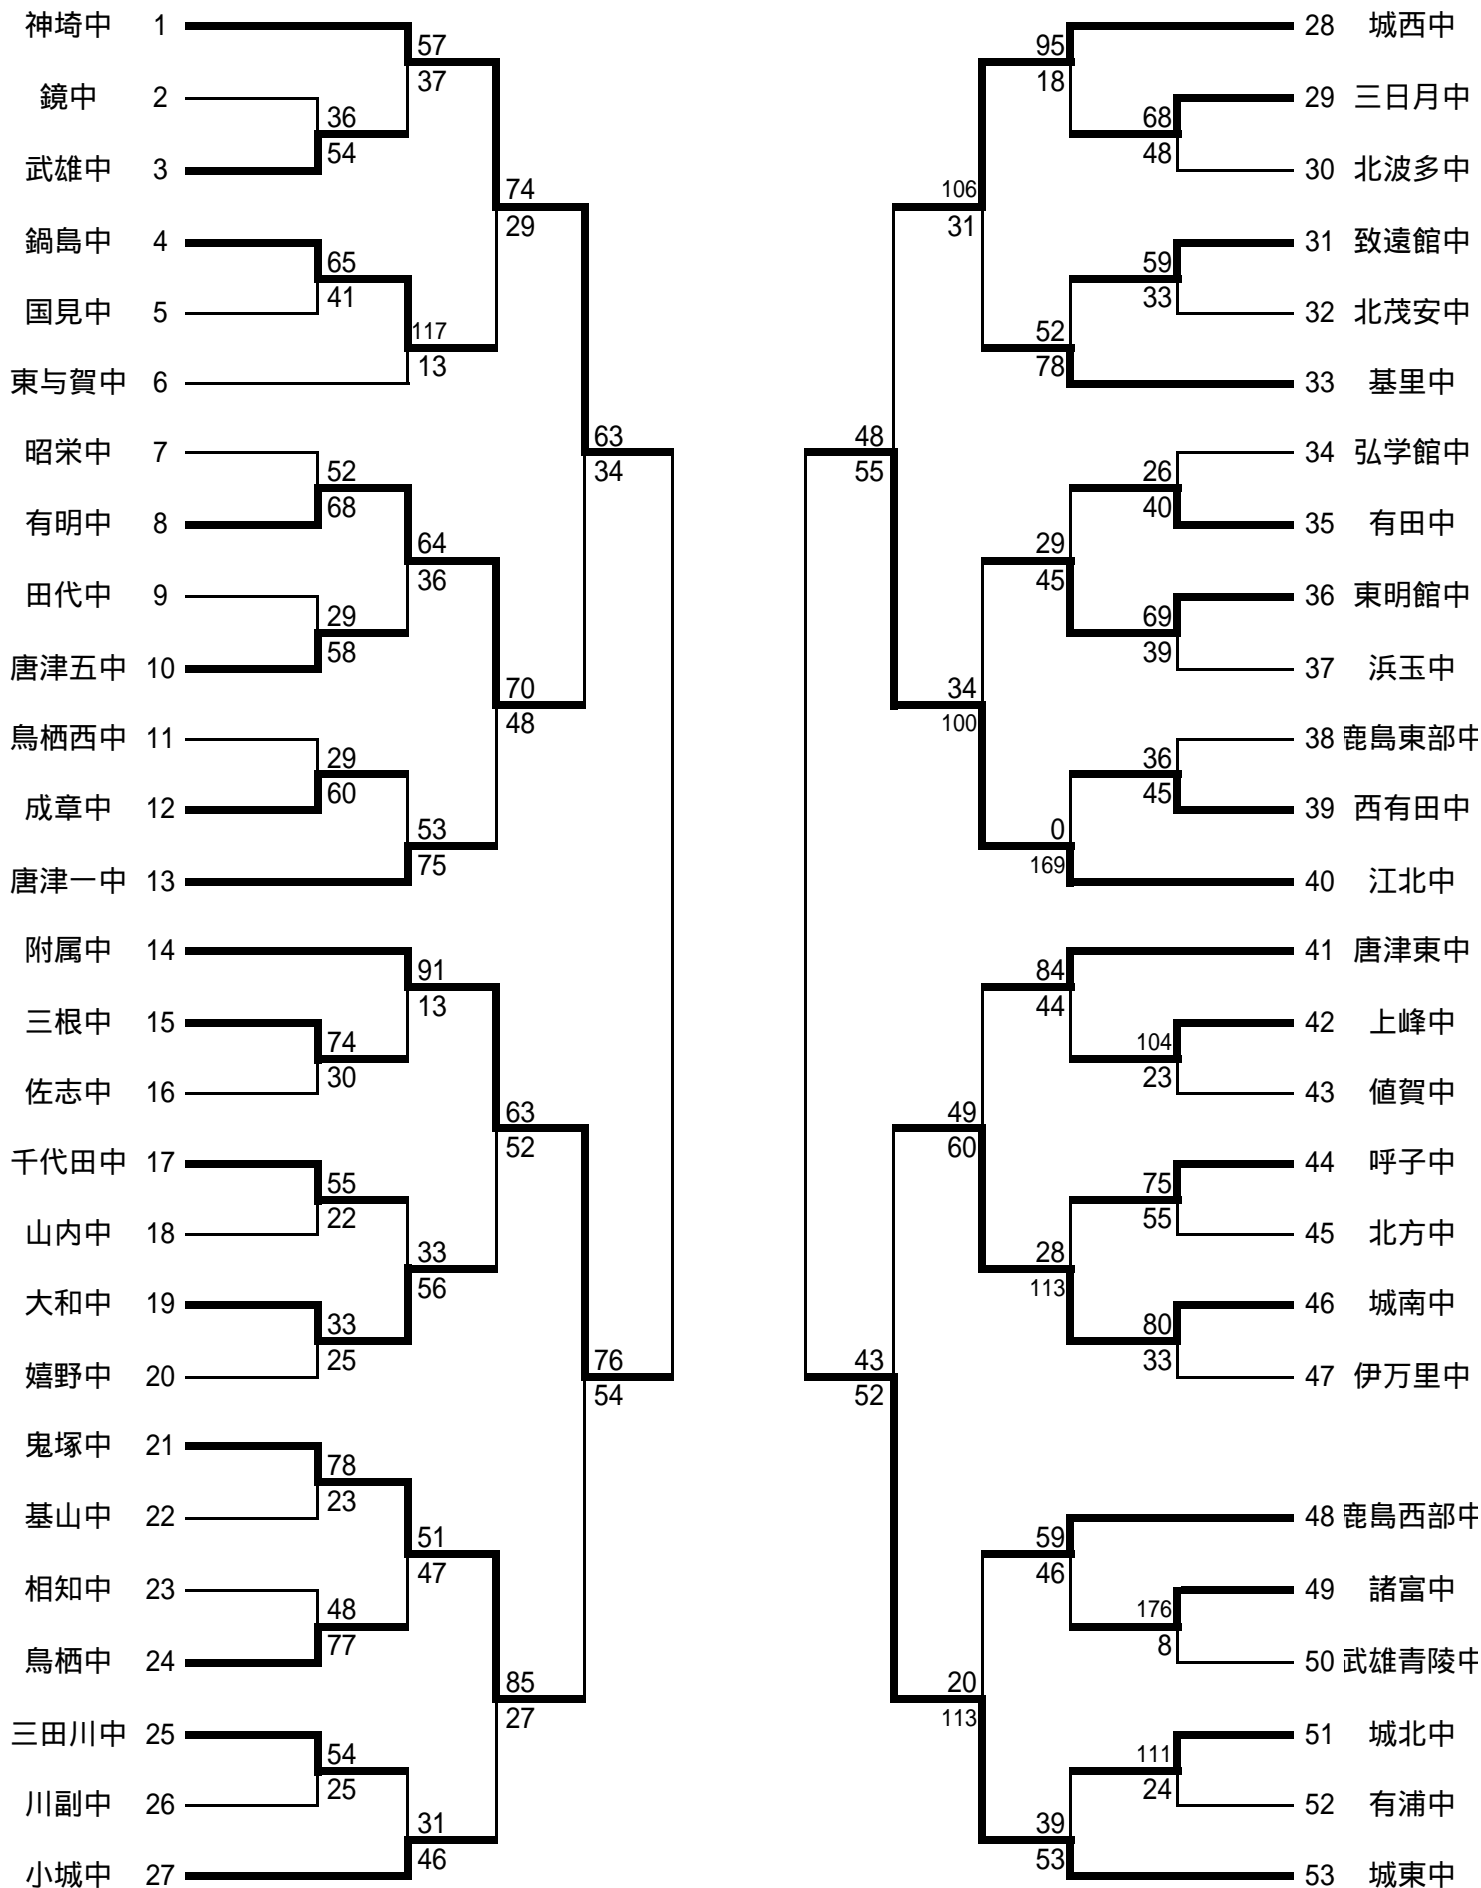 神埼中 1
57
37
鏡中 2
36
54
武雄中 3
74
29
鍋島中 4
65
41
国見中 5
117
13
東与賀中 6
63
34
昭栄中 7
52
68
有明中 8
64
36
田代中 9
29
58
唐津五中 10
70
48
鳥栖西中 11
29
60
成章中 12
53
75
唐津一中 13
附属中 14
91
13
三根中 15
74
30
佐志中 16
63
52
千代田中 17
55
22
山内中 18
33
56
大和中 19
33
25
嬉野中 20
76
54
鬼塚中 21
78
23
基山中 22
51
47
相知中 23
48
77
鳥栖中 24
85
27
三田川中 25
54
25
川副中 26
31
46
小城中 27
28 城西中
95
18
29 三日月中
68
48
30 北波多中
106
31
31 致遠館中
59
33
32 北茂安中
52
78
33 基里中
48
55
34 弘学館中
26
40
35 有田中
29
45
36 東明館中
69
39
37 浜玉中
34
100
38 鹿島東部中
36
45
39 西有田中
0
169
40 江北中
41 唐津東中
84
44
42 上峰中
104
23
43 値賀中
49
60
44 呼子中
75
55
45 北方中
28
113
46 城南中
80
33
47 伊万里中
43
52
48 鹿島西部中
59
46
49 諸富中
176
8
50 武雄青陵中
20
113
51 城北中
111
24
52 有浦中
39
53
53 城東中